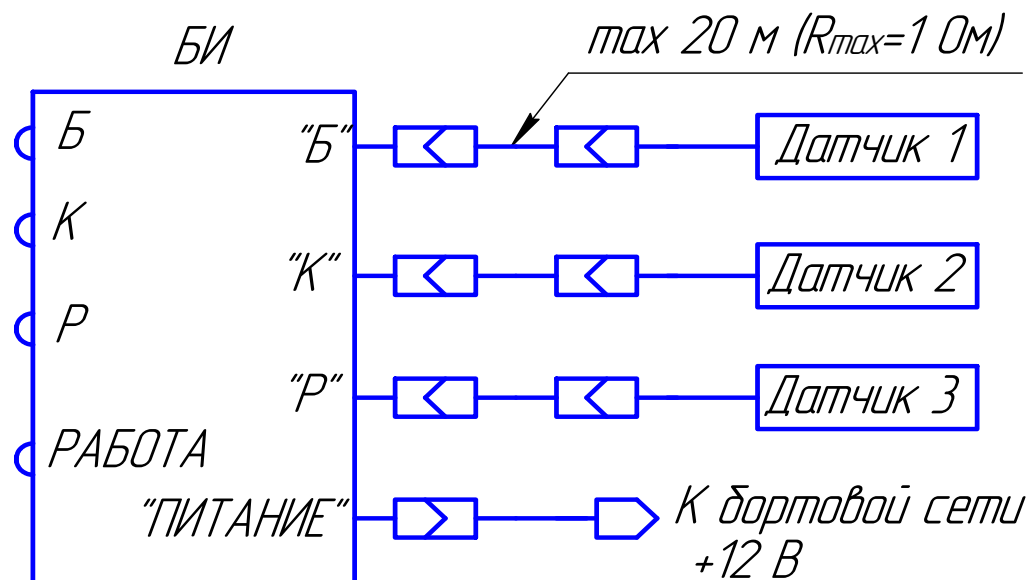 БИ
max 20 м (Rmax=1 Ом)
Б
"Б"
Датчик 1
К
"К"
Датчик 2
Р
"Р"
Датчик 3
РАБОТА
"ПИТАНИЕ"
К бортовой сети
+12 В